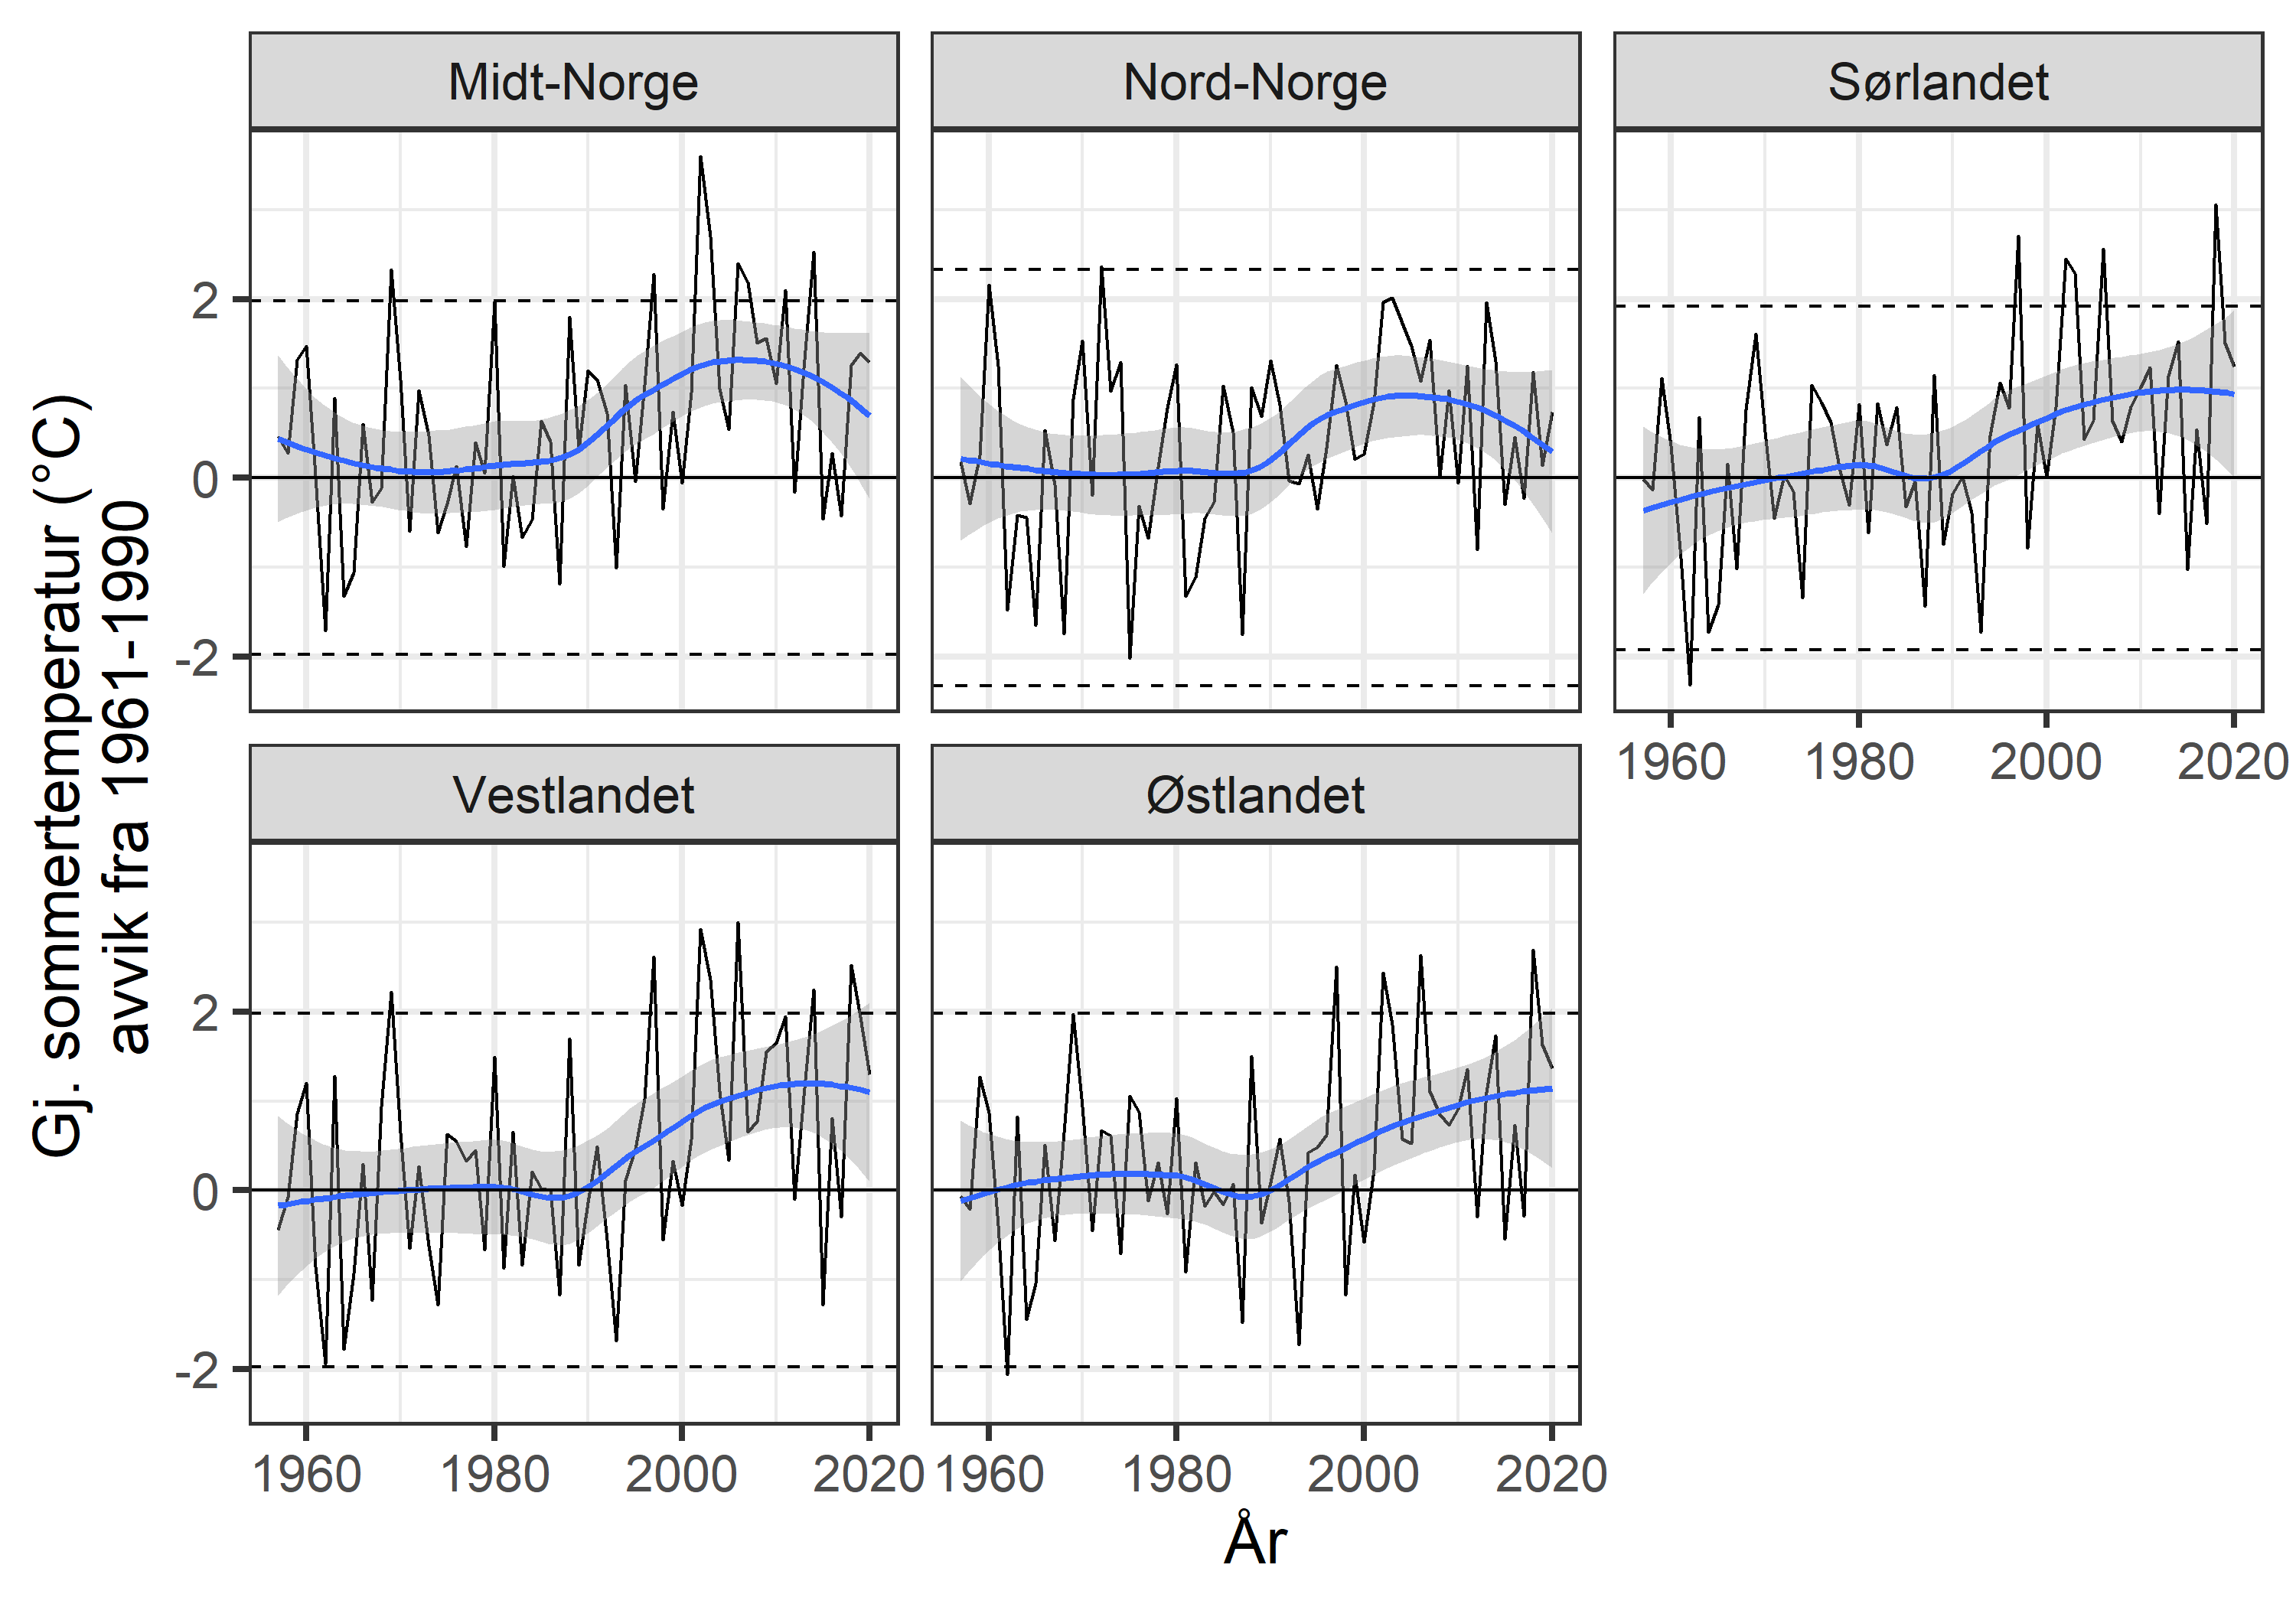 Midt-Norge
Nord-Norge
Sørlandet
2
0
-2
1960 1980 2000 2020
Vestlandet
Østlandet
2
0
-2
1960 1980 2000 2020
1960 1980 2000 2020
År
Gj. sommertemperatur (°C)
avvik fra 1961-1990